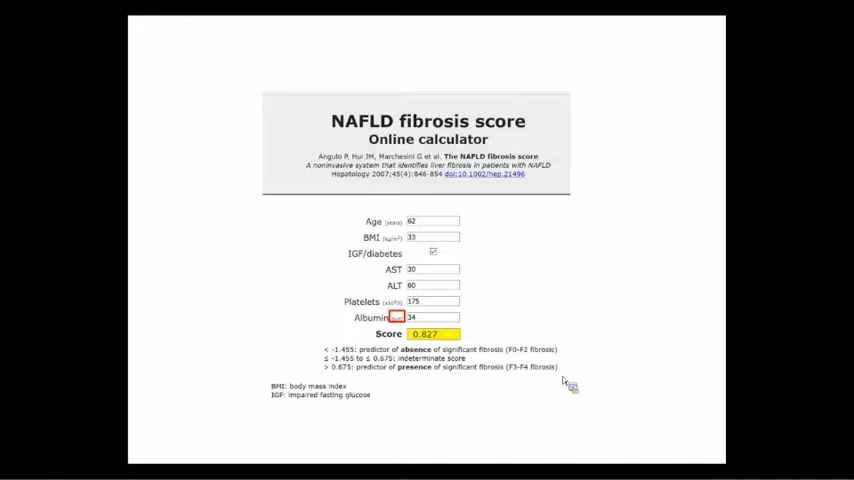 NAFLD fibrosis score
Online calculator
Angulo P, Hui JM, Marchesini G et al. The NAFLD fibrosis score
A noninvasive system that identifies liver fibrosis in patients with NAFLD
Hepatology 2007;45(4):846-854 doi:10.1002/hep.21496
Age (years) 62
BMI (kg/m²) 33
IGF/diabetes
AST 30
ALT 60
Platelets (x10⁹/l) 175
Albumin 34
Score 0.827
< -1.455: predictor of absence of significant fibrosis (F0-F2 fibrosis)
≤ -1.455 to ≤ 0.675: indeterminate score
> 0.675: predictor of presence of significant fibrosis (F3-F4 fibrosis)
BMI: body mass index
IGF: impaired fasting glucose